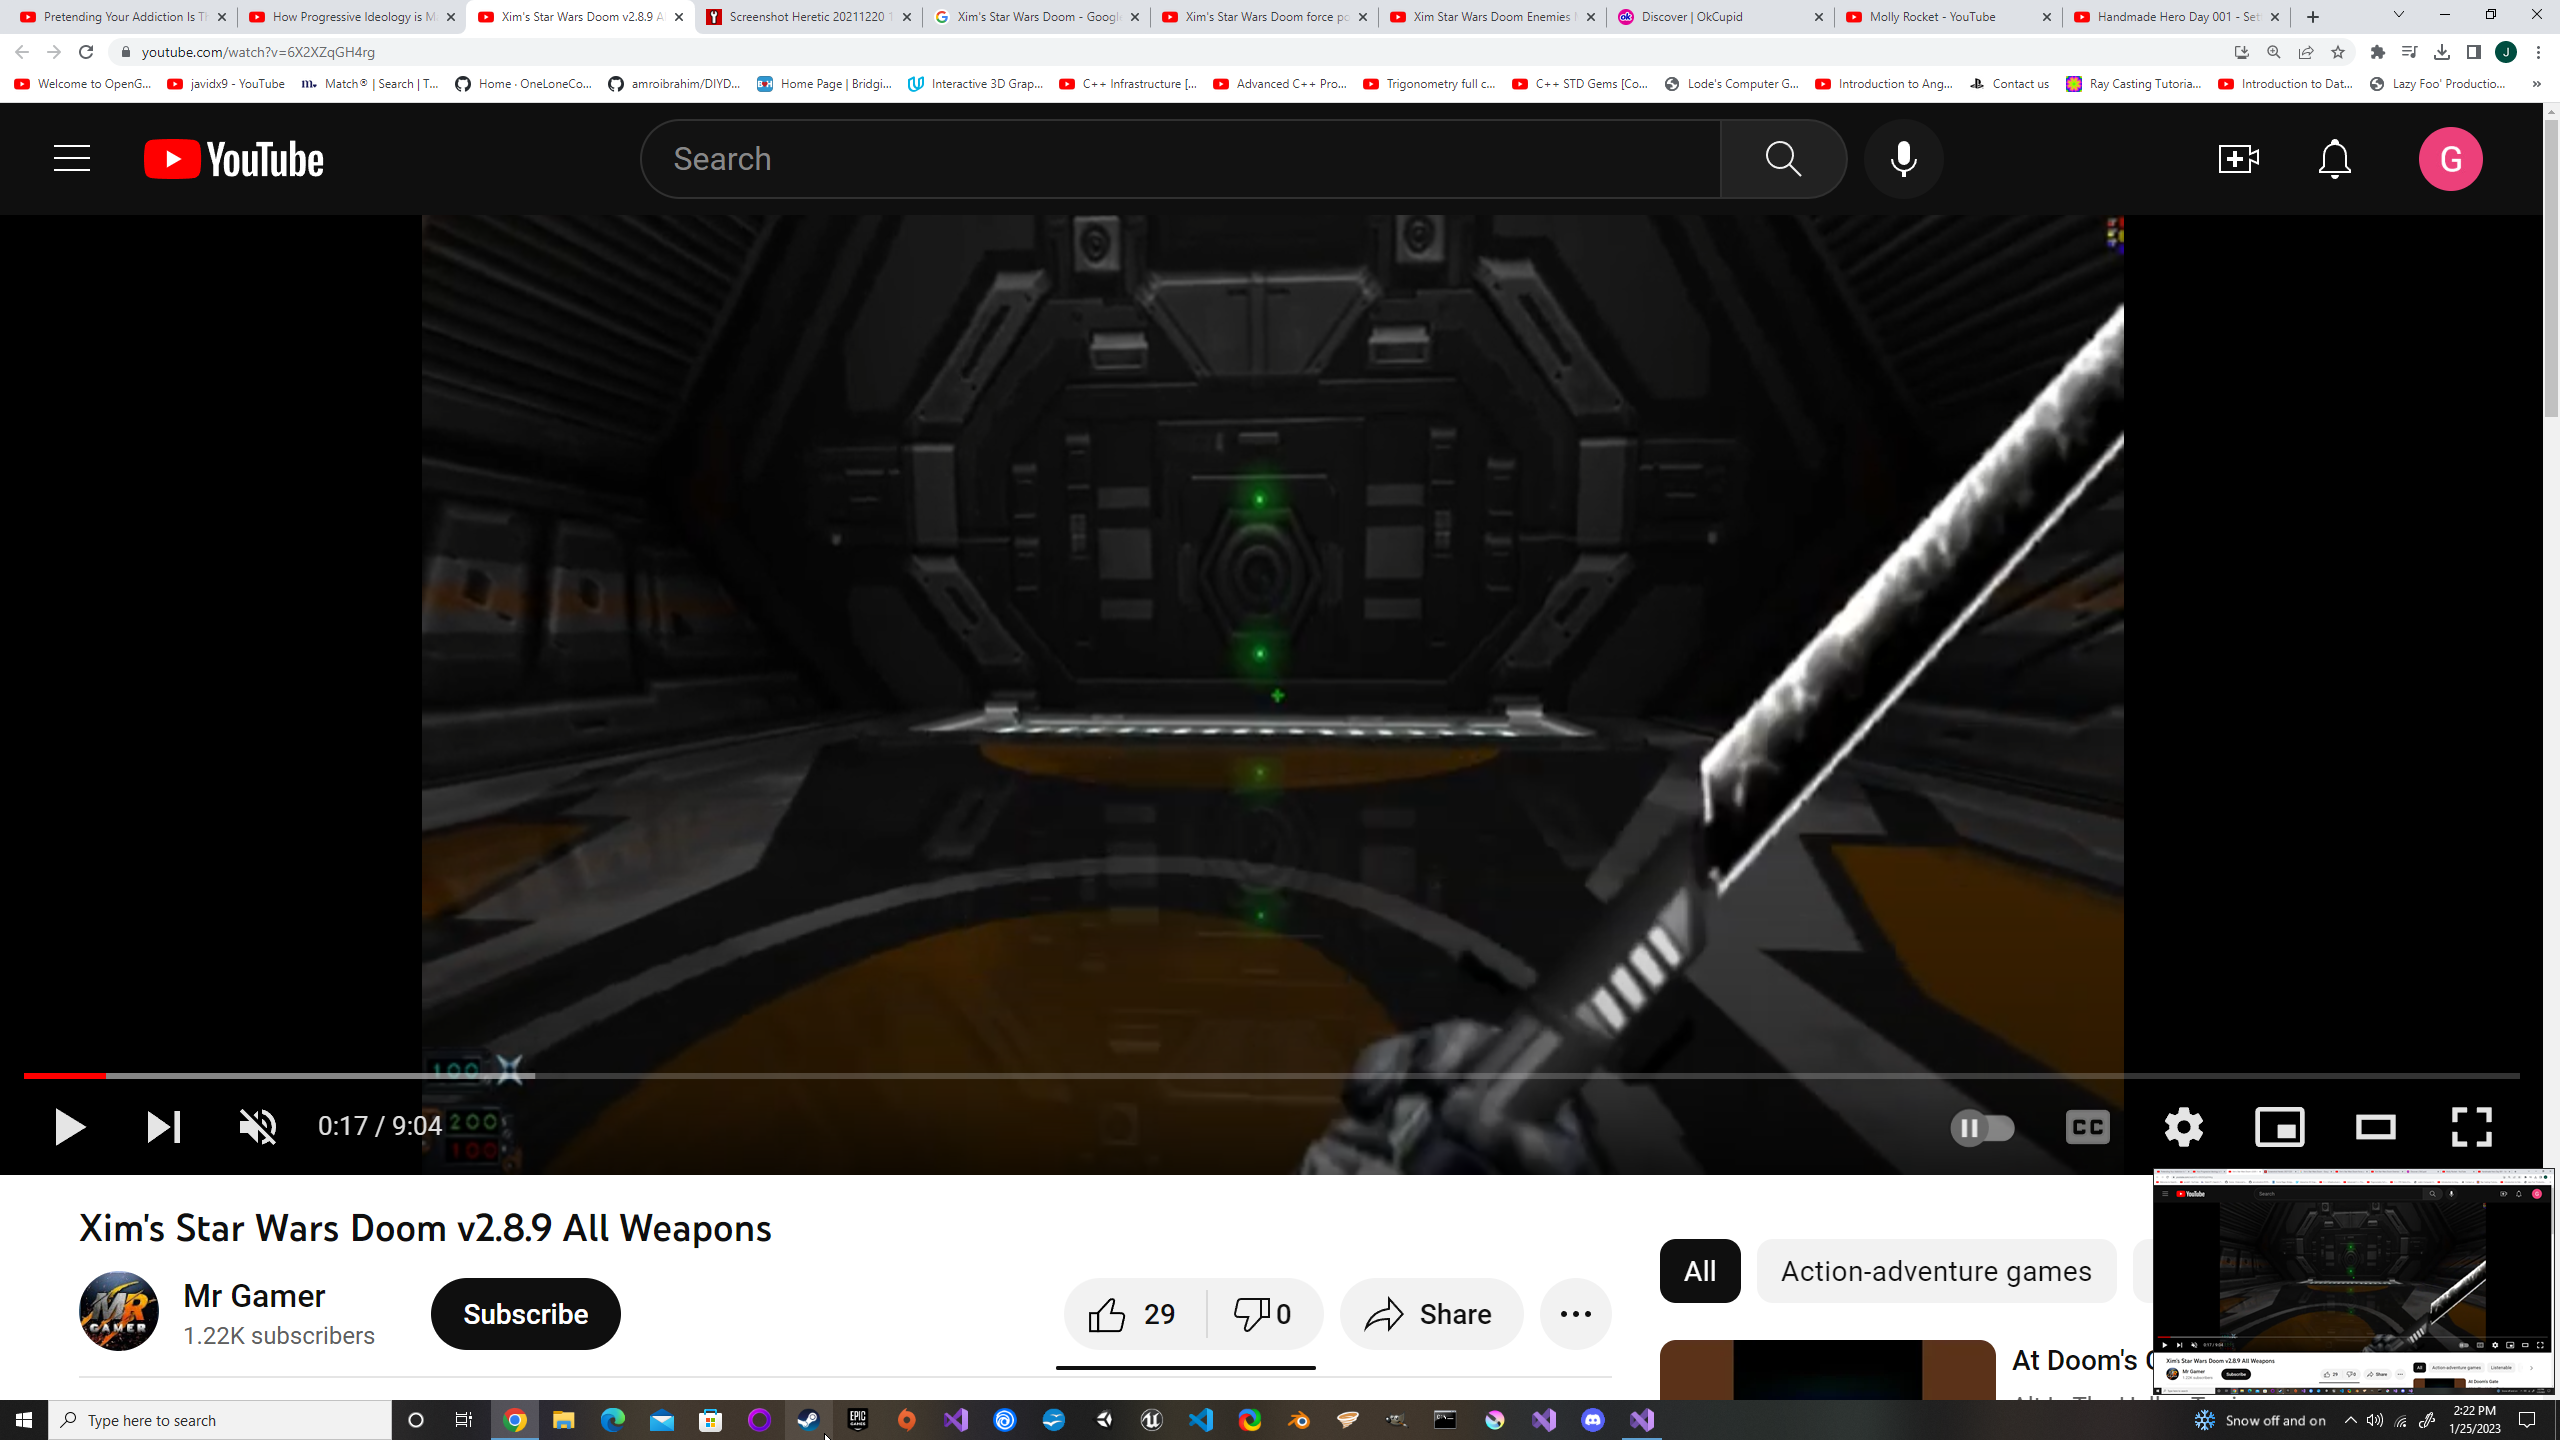 Pretending Your Addiction Is Th
How Progressive Ideology is M
Xim's Star Wars Doom v2.8.9 A
Screenshot Heretic 20211220 1
Xim's Star Wars Doom - Googl
Xim's Star Wars Doom force po
Xim Star Wars Doom Enemies
Discover | OkCupid
Molly Rocket - YouTube
Handmade Hero Day 001 - Set
youtube.com/watch?v=6X2XZqGH4rg
J
Welcome to OpenG...
javidx9 - YouTube
Match® | Search | T...
Home · OneLoneCo...
amroibrahim/DIYD...
Home Page | Bridgi...
Interactive 3D Grap...
C++ Infrastructure [...
Advanced C++ Pro...
Trigonometry full c...
C++ STD Gems [Co...
Lode's Computer G...
Introduction to Ang...
Contact us
Ray Casting Tutoria...
Introduction to Dat...
Lazy Foo' Productio...
YouTube
Search
G
100
200
100
0:17 / 9:04
CC
Xim's Star Wars Doom v2.8.9 All Weapons
Mr Gamer
1.22K subscribers
Subscribe
29
0
Share
All
Action-adventure games
At Doom's
Type here to search
Snow off and on
2:22 PM
1/25/2023